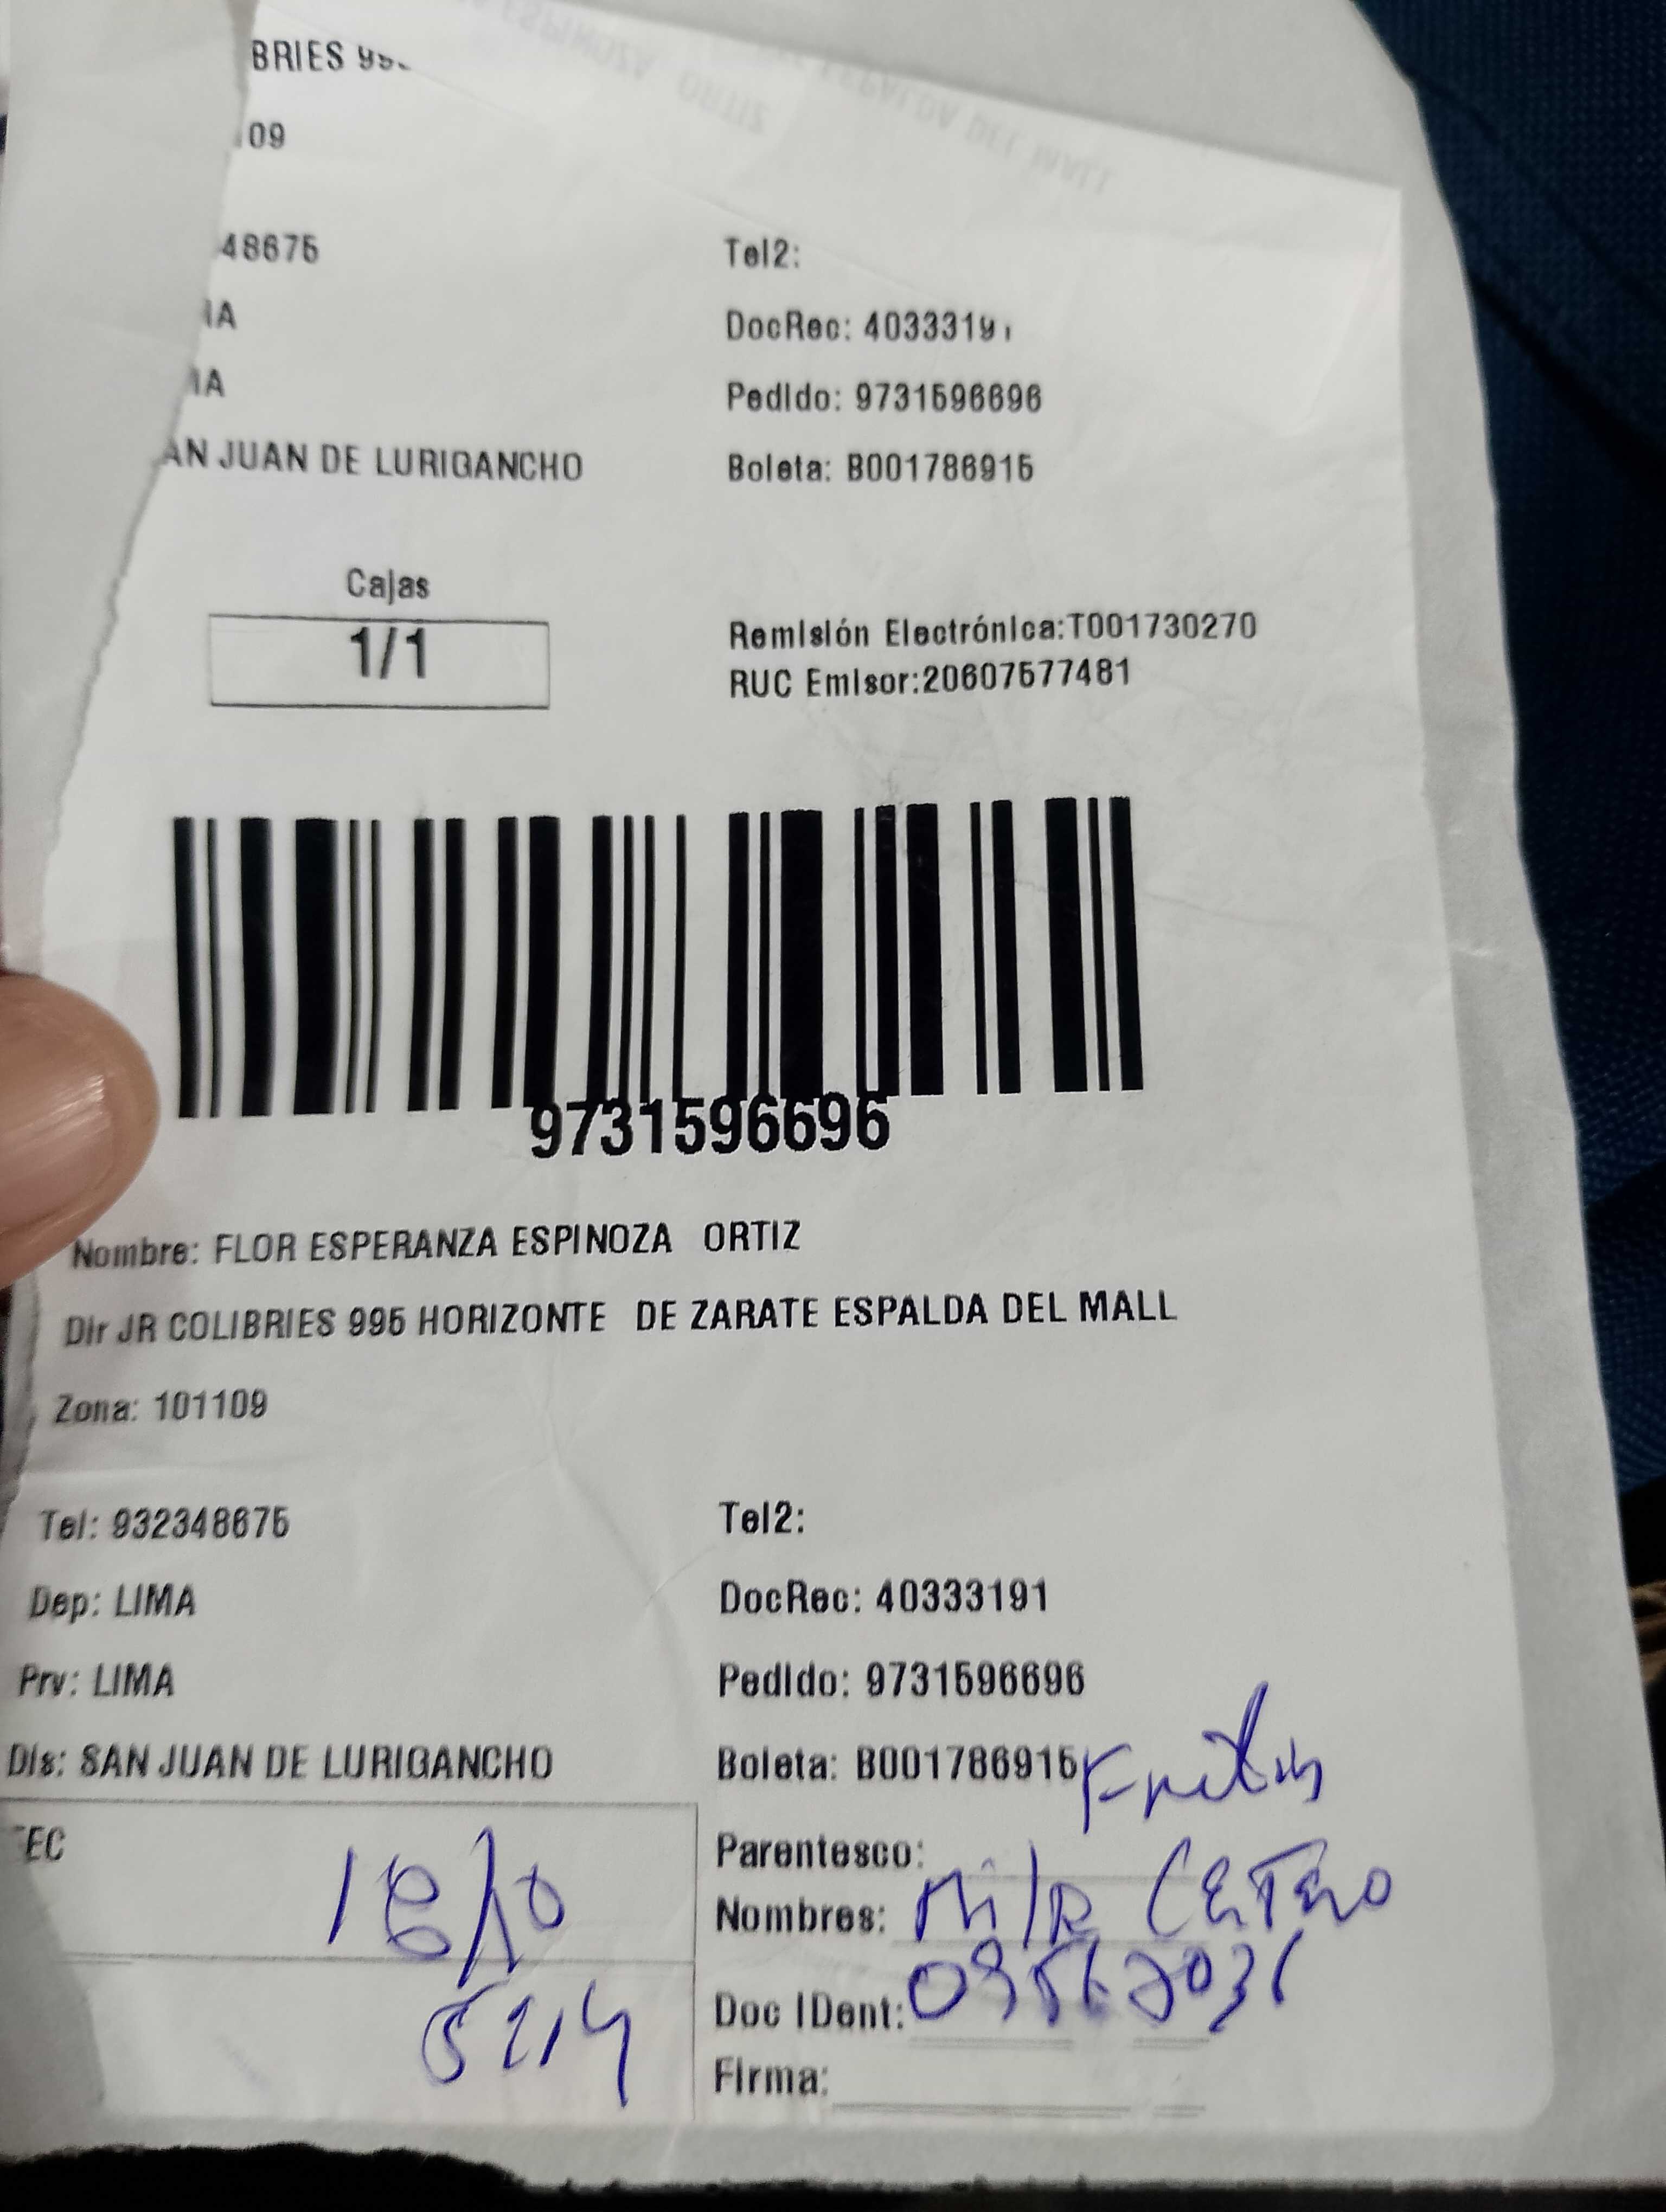 BRIES 99
09
48675
Tel2:
IA
DocRec: 40333191
IA
Pedido: 9731596696
AN JUAN DE LURIGANCHO
Boleta: B001786915
Cajas
1/1
Remisión Electrónica:T001730270
RUC Emisor:20607577481
9731596696
Nombre: FLOR ESPERANZA ESPINOZA ORTIZ
Dir JR COLIBRIES 995 HORIZONTE DE ZARATE ESPALDA DEL MALL
Zona: 101109
Tel: 932348675
Tel2:
Dep: LIMA
DocRec: 40333191
Prv: LIMA
Pedido: 9731596696
Dis: SAN JUAN DE LURIGANCHO
Boleta: B001786915
EC
18/10
Parentesco:
Nombres:
Doc IDent:
Firma: